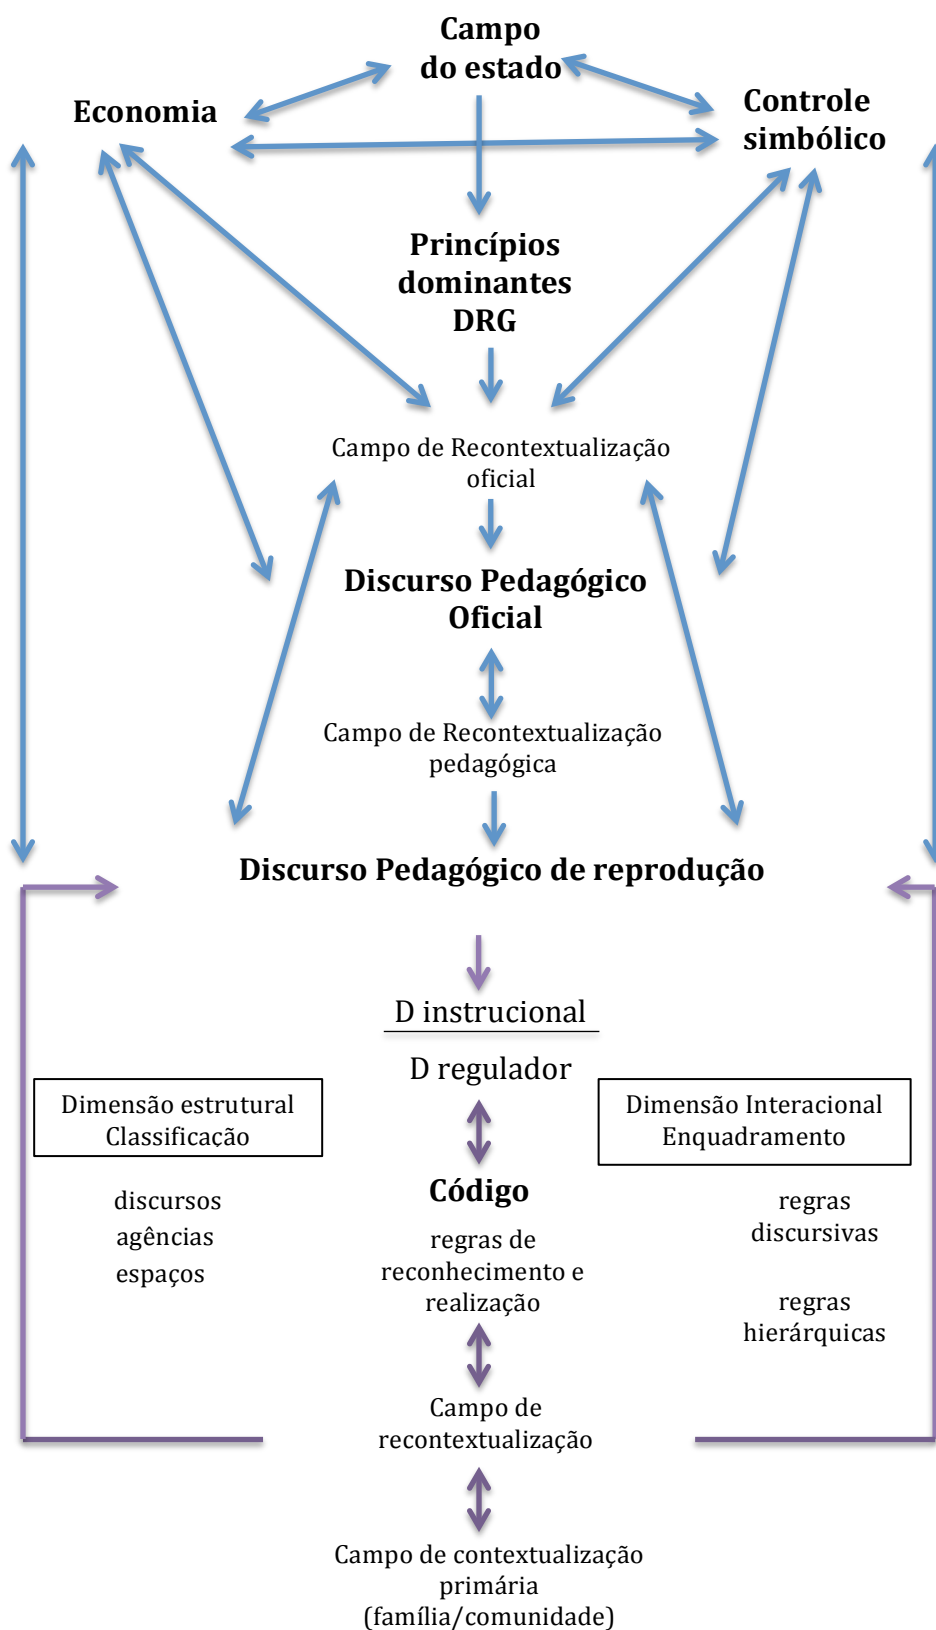 Campo
do estado
Economia
Controle
simbólico
Princípios
dominantes
DRG
Campo de Recontextualização
oficial
Discurso Pedagógico
Oficial
Campo de Recontextualização
pedagógica
Discurso Pedagógico de reprodução
D instrucional
D regulador
Dimensão estrutural
Classificação
discursos
agências
espaços
Código
regras de
reconhecimento e
realização
Dimensão Interacional
Enquadramento
regras
discursivas
regras
hierárquicas
Campo de
recontextualização
Campo de contextualização
primária
(família/comunidade)